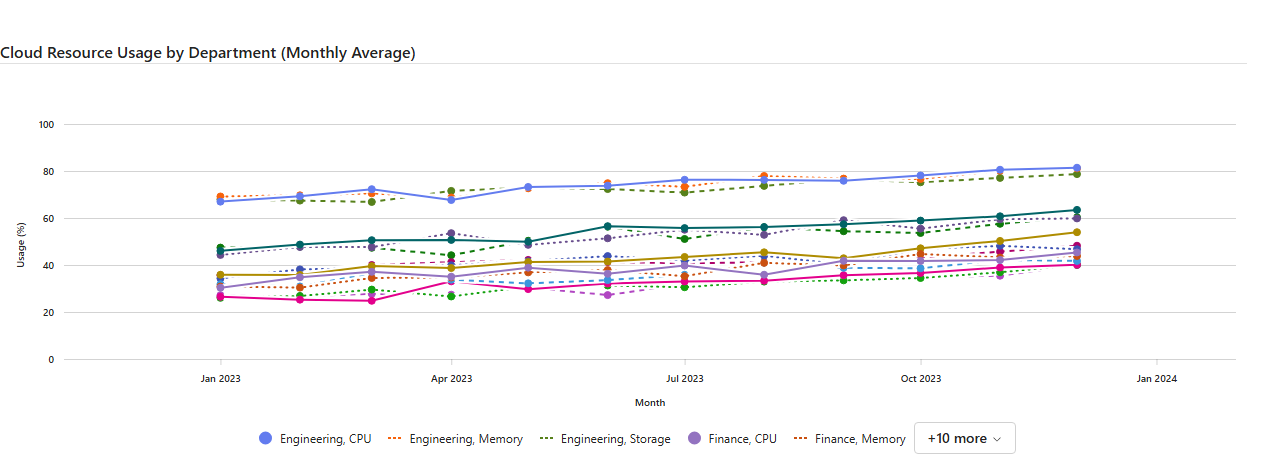 Cloud Resource Usage by Department (Monthly Average)
100
80
60
40
20
0
Usage (%)
Jan 2023 Apr 2023 Jul 2023 Oct 2023 Jan 2024
Month
Engineering, CPU Engineering, Memory Engineering, Storage Finance, CPU Finance, Memory +10 more